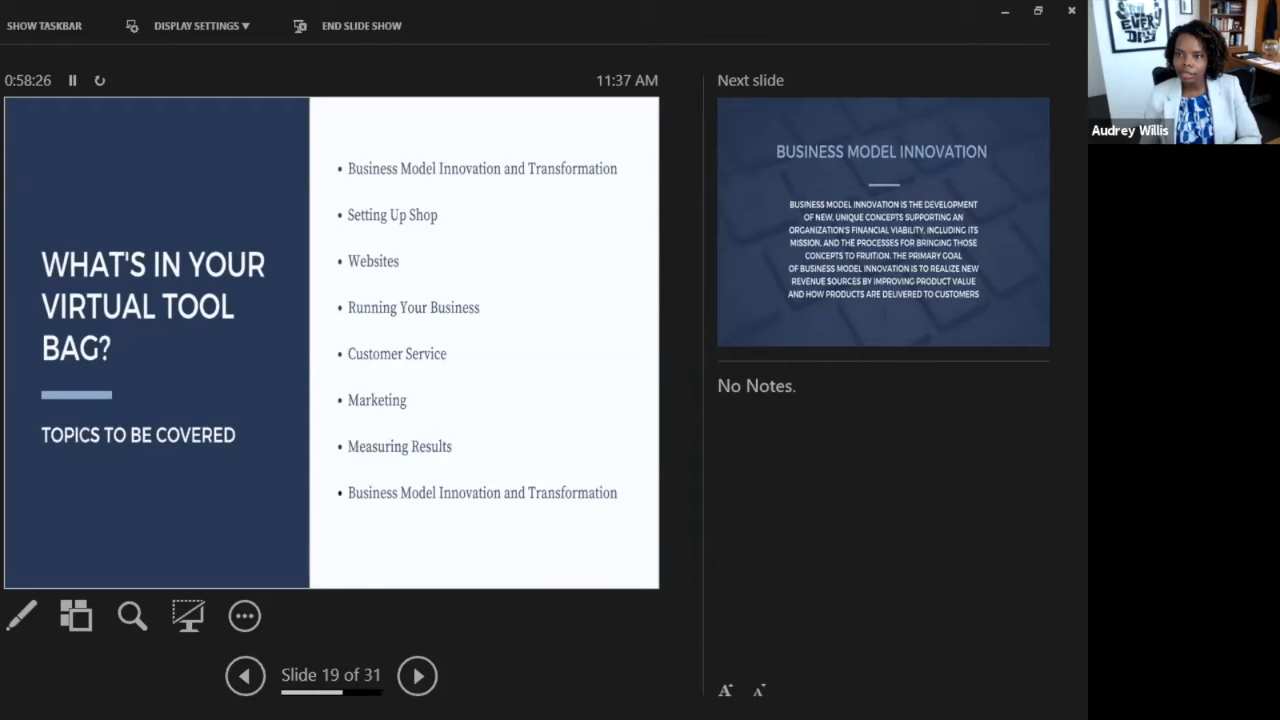 SHOW TASKBAR
DISPLAY SETTINGS ▼
END SLIDE SHOW
0:58:26
11:37 AM
WHAT'S IN YOUR
VIRTUAL TOOL
BAG?
TOPICS TO BE COVERED
• Business Model Innovation and Transformation
• Setting Up Shop
• Websites
• Running Your Business
• Customer Service
• Marketing
• Measuring Results
• Business Model Innovation and Transformation
Slide 19 of 31
Next slide
BUSINESS MODEL INNOVATION
BUSINESS MODEL INNOVATION IS THE DEVELOPMENT
OF NEW, UNIQUE CONCEPTS SUPPORTING AN
ORGANIZATION'S FINANCIAL VIABILITY, INCLUDING ITS
MISSION, AND THE PROCESSES FOR BRINGING THOSE
CONCEPTS TO FRUITION. THE PRIMARY GOAL
OF BUSINESS MODEL INNOVATION IS TO REALIZE NEW
REVENUE SOURCES BY IMPROVING PRODUCT VALUE
AND HOW PRODUCTS ARE DELIVERED TO CUSTOMERS
No Notes.
A A
EVERY
DAY
Audrey Willis